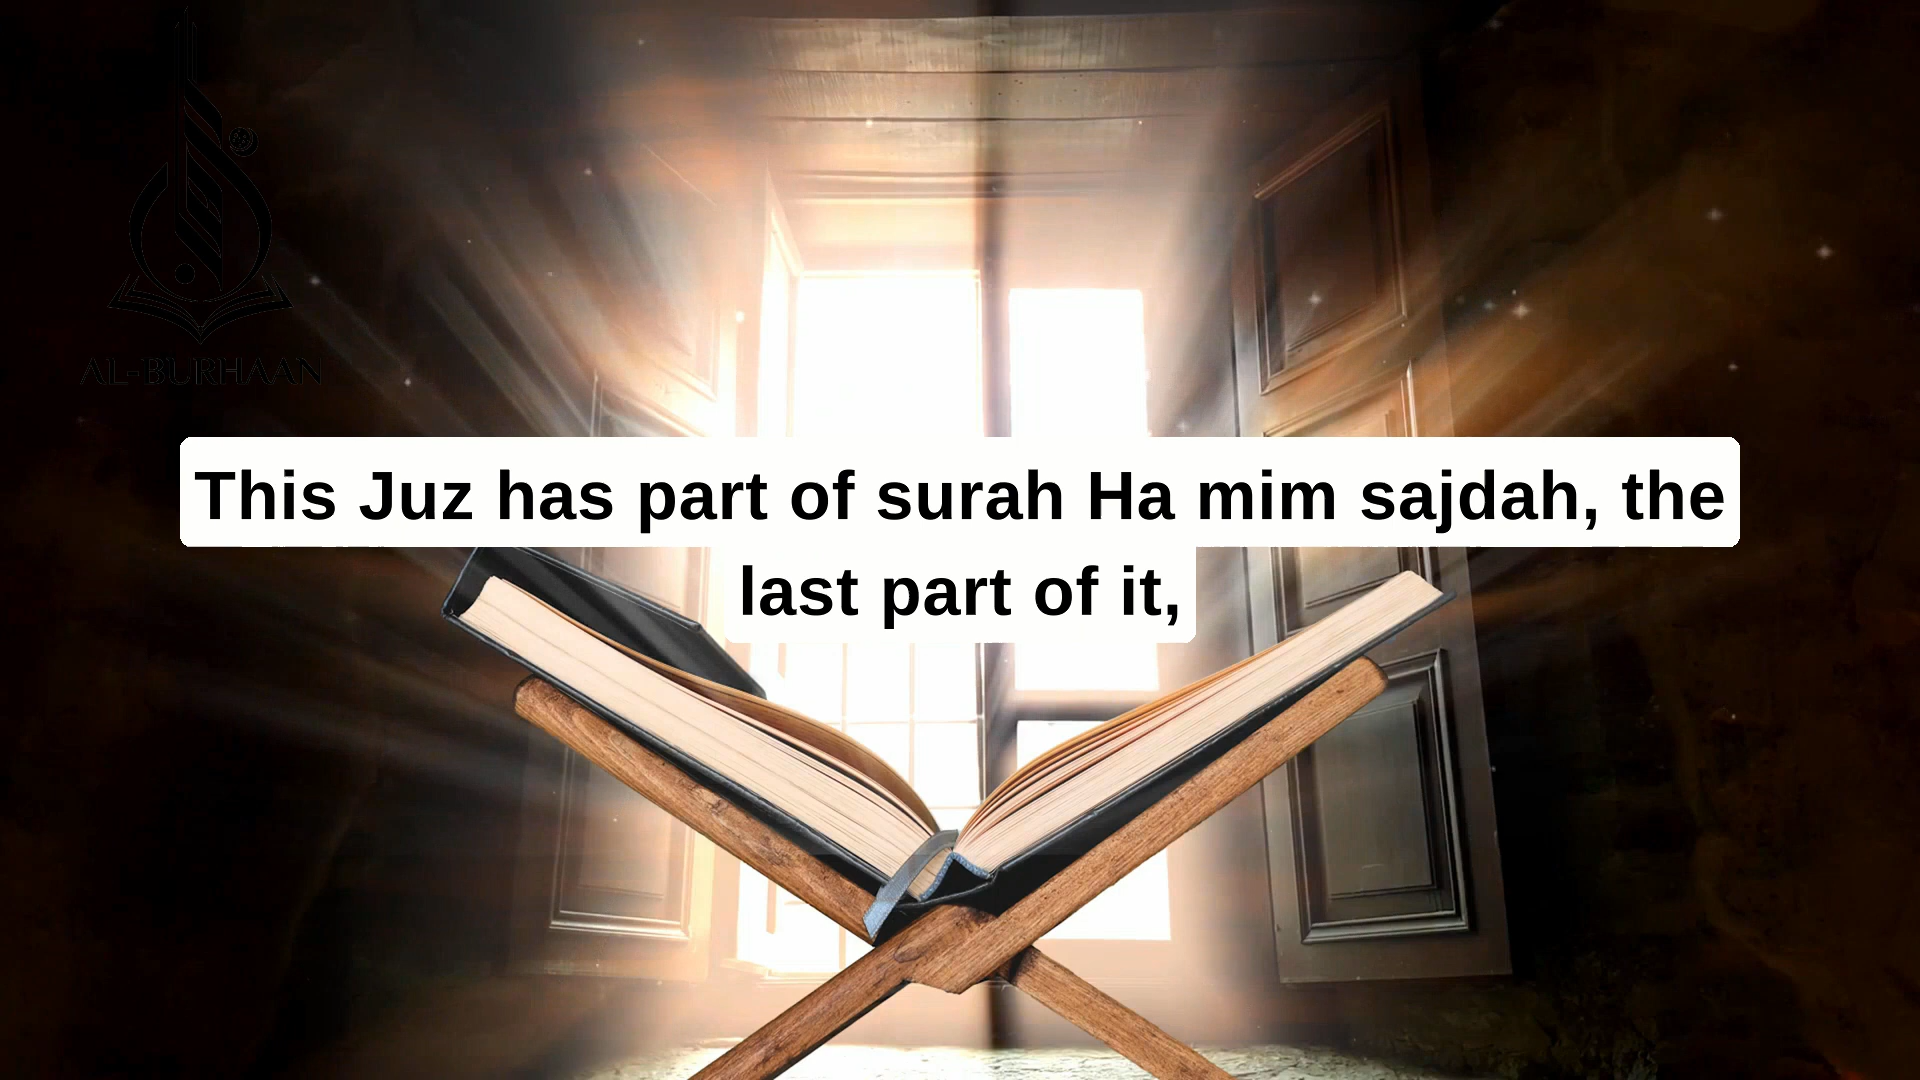 AL-BURHAAN
This Juz has part of surah Ha mim sajdah, the
last part of it,